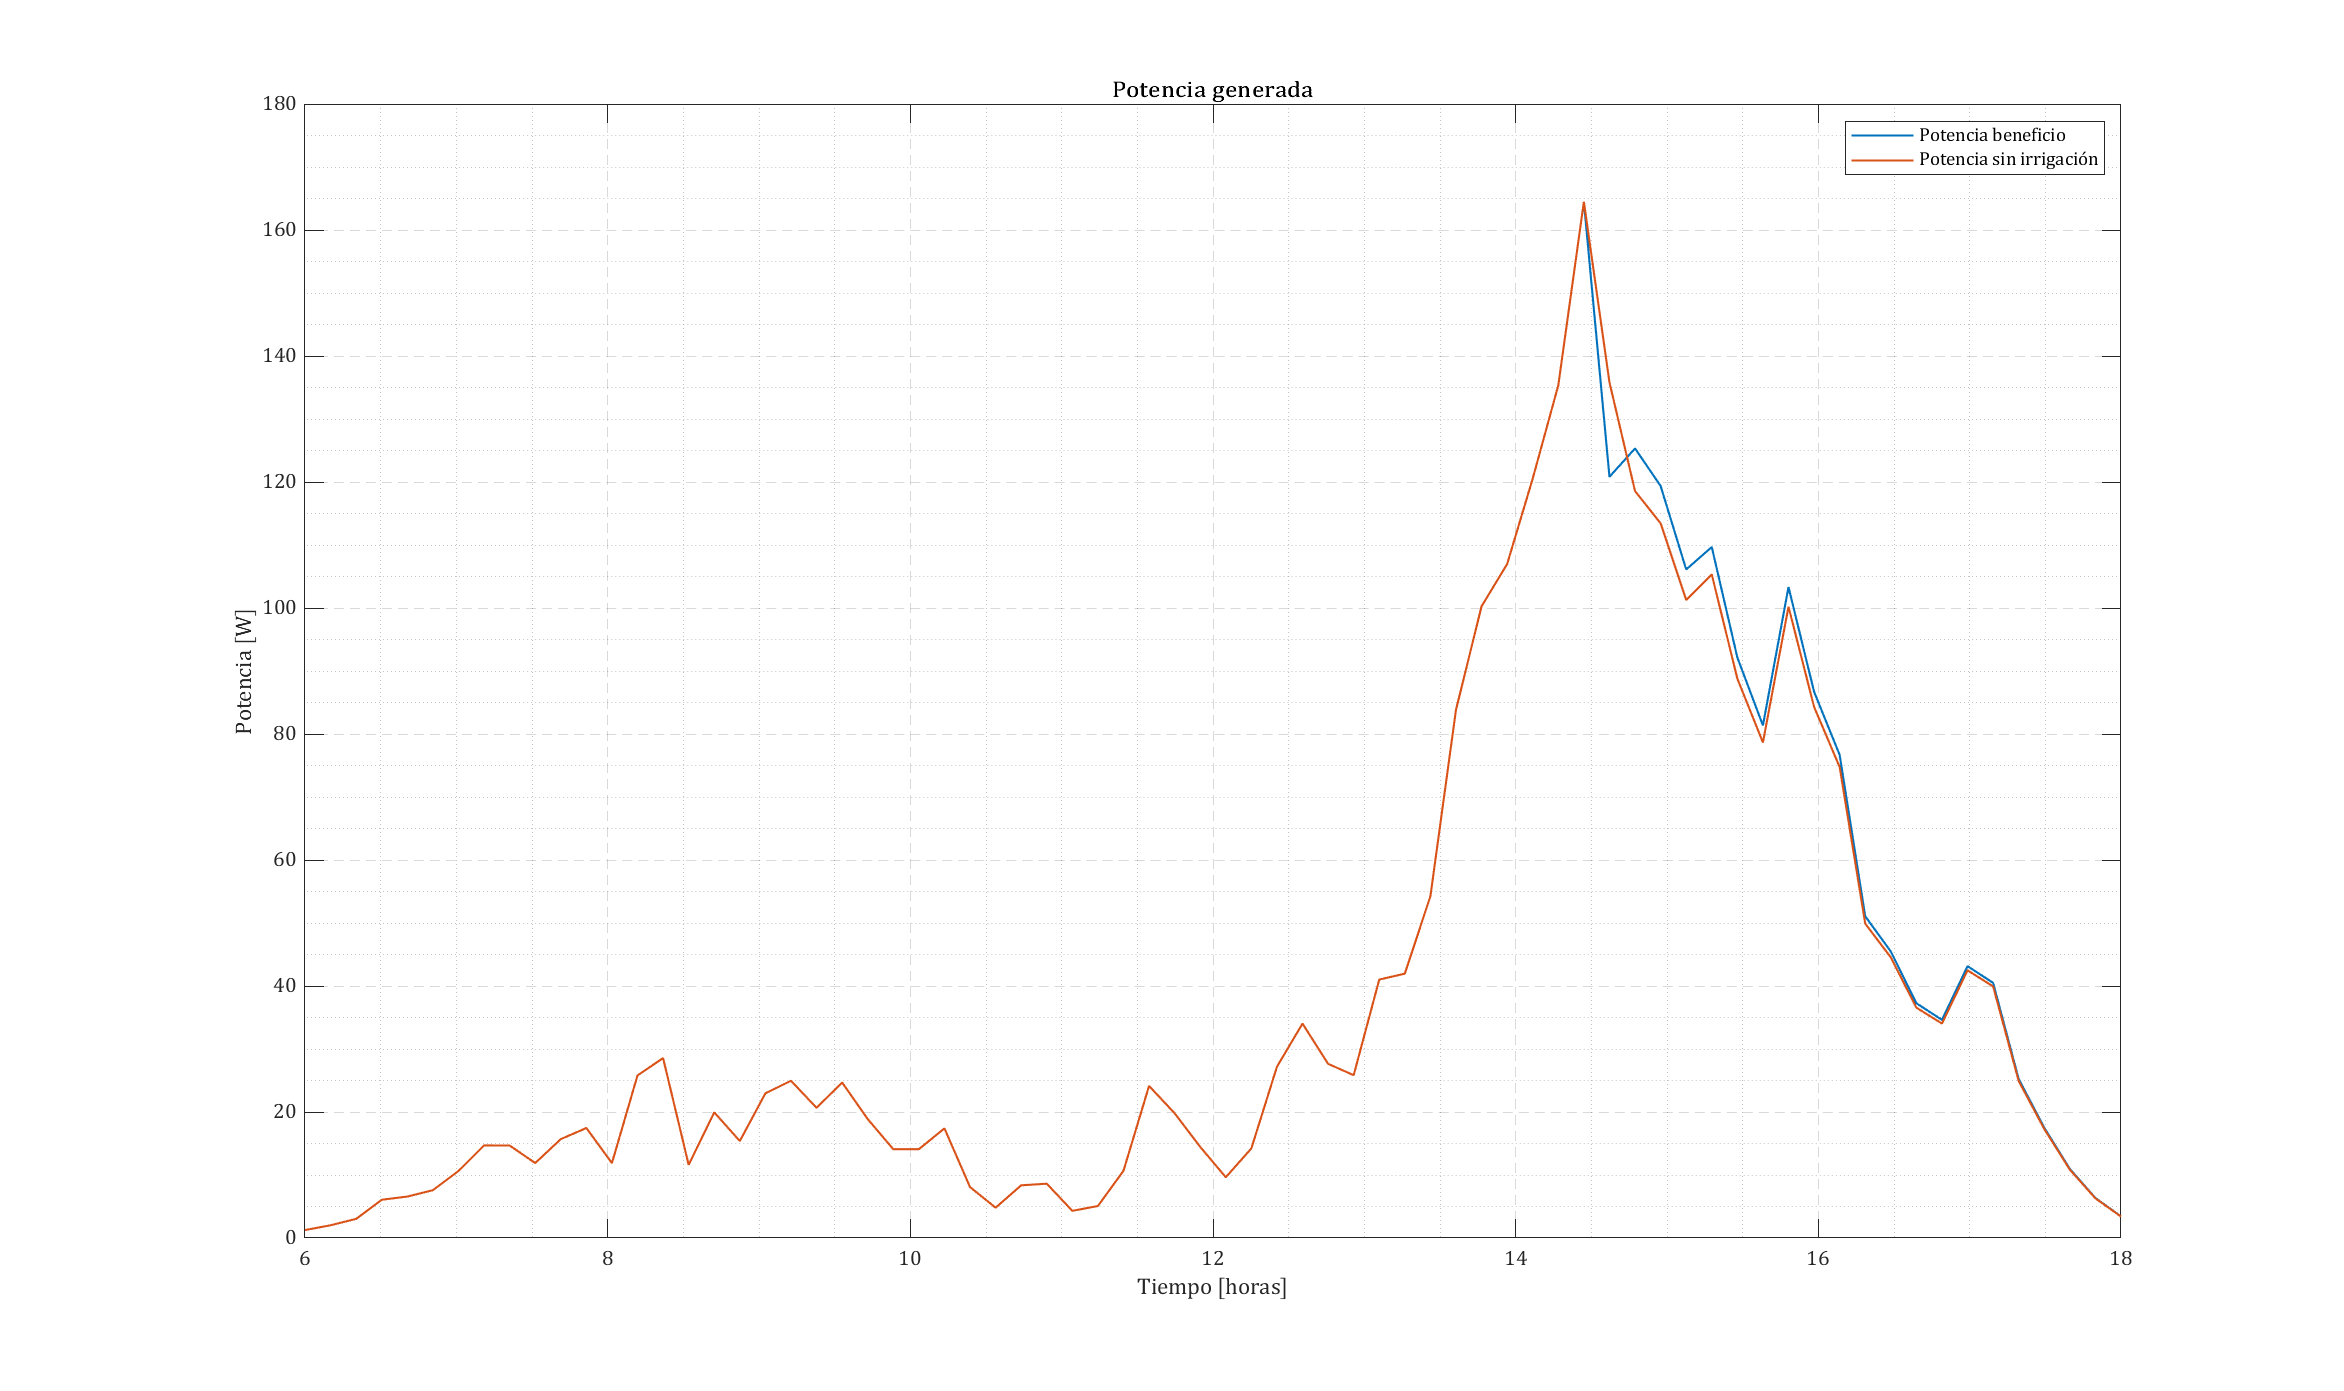 Potencia generada
180
160
140
120
100
80
60
40
20
0
Potencia [W]
Potencia beneficio
Potencia sin irrigación
6 8 10 12 14 16 18
Tiempo [horas]